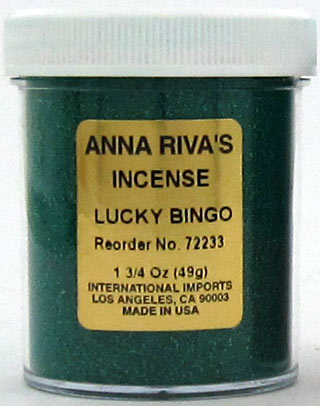 ANNA RIVA'S
INCENSE
LUCKY BINGO
Reorder No. 72233
1 3/4 Oz (49g)
INTERNATIONAL IMPORTS
LOS ANGELES, CA 90003
MADE IN USA